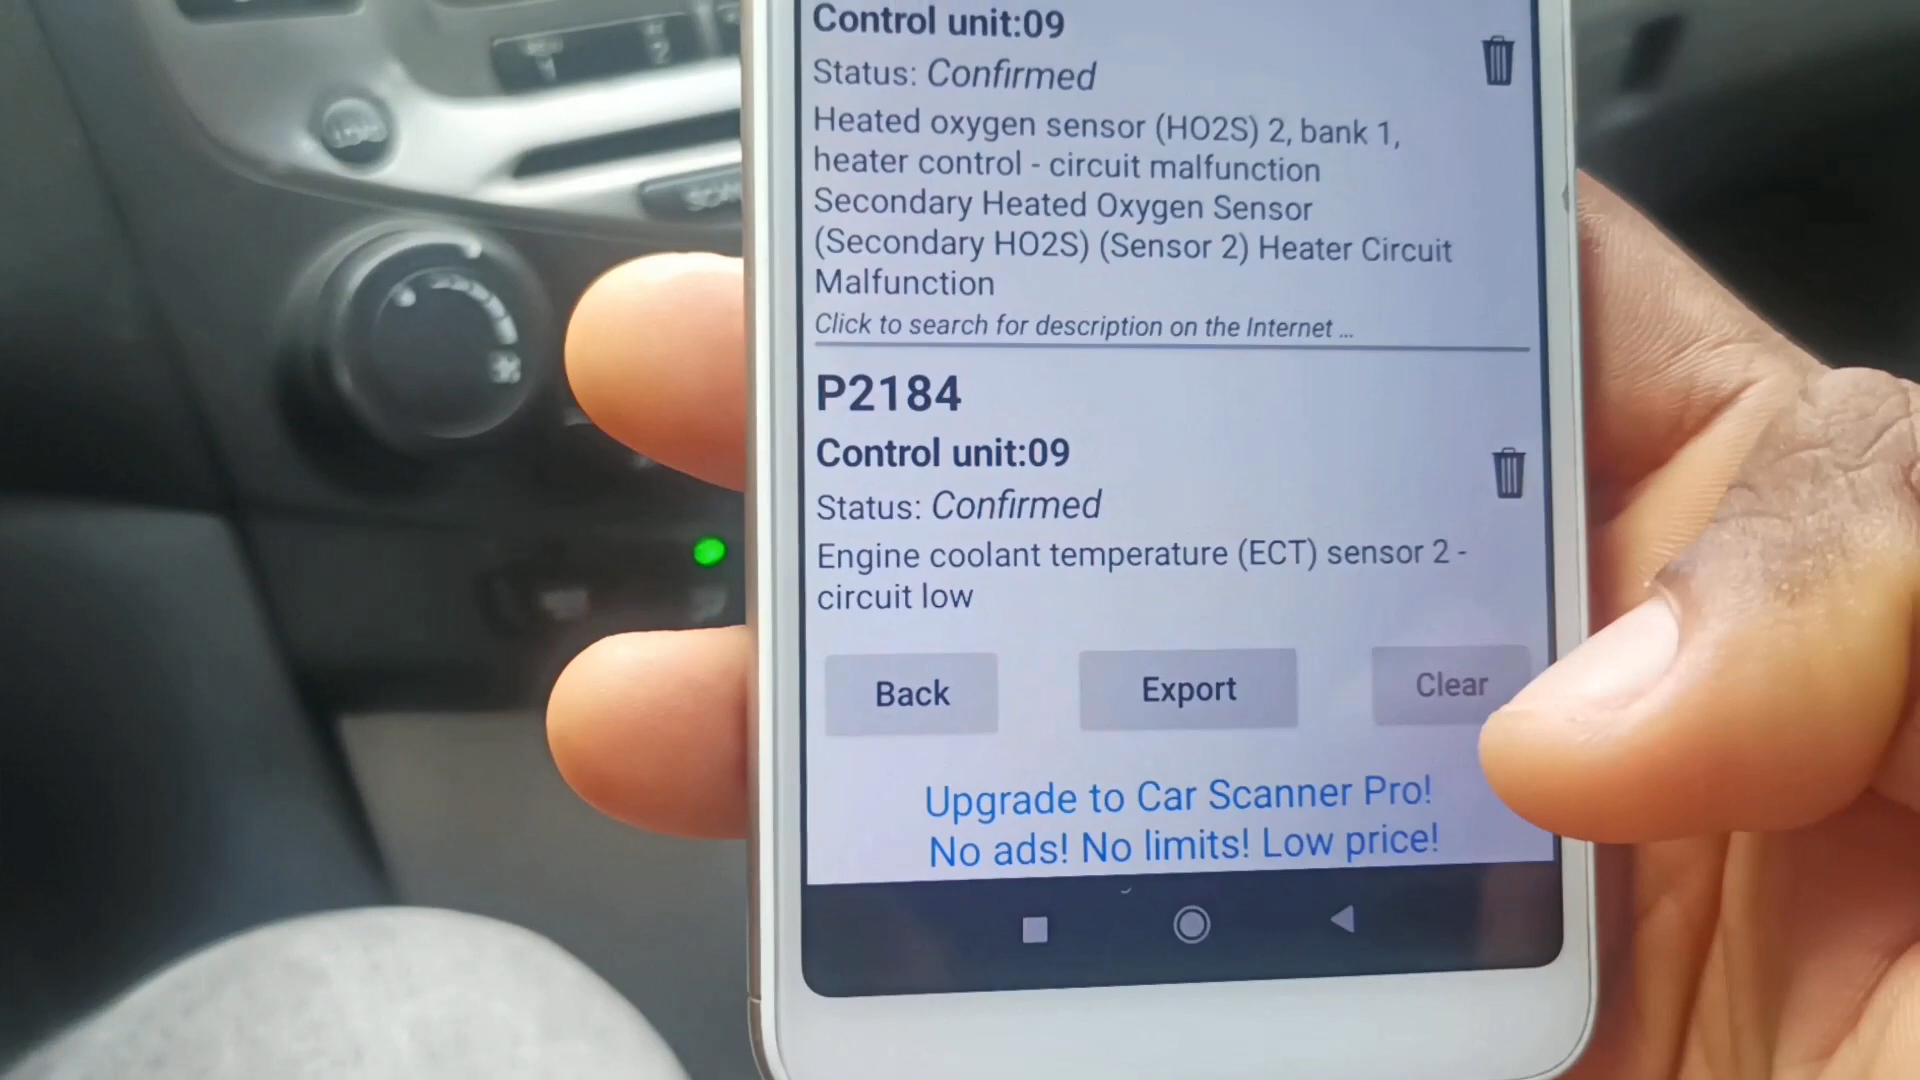 Control unit:09
Status: Confirmed
Heated oxygen sensor (HO2S) 2, bank 1,
heater control - circuit malfunction
Secondary Heated Oxygen Sensor
(Secondary HO2S) (Sensor 2) Heater Circuit
Malfunction
Click to search for description on the Internet ...
P2184
Control unit:09
Status: Confirmed
Engine coolant temperature (ECT) sensor 2 -
circuit low
Back
Export
Clear
Upgrade to Car Scanner Pro!
No ads! No limits! Low price!